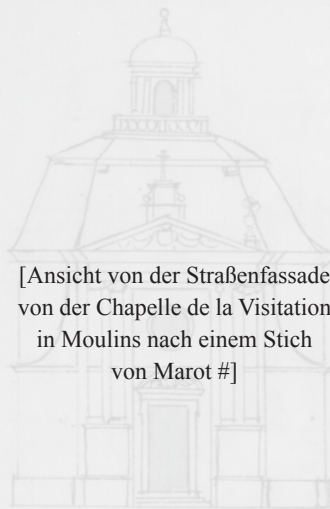 [Ansicht von der Straßenfassade
von der Chapelle de la Visitation
in Moulins nach einem Stich
von Marot #]